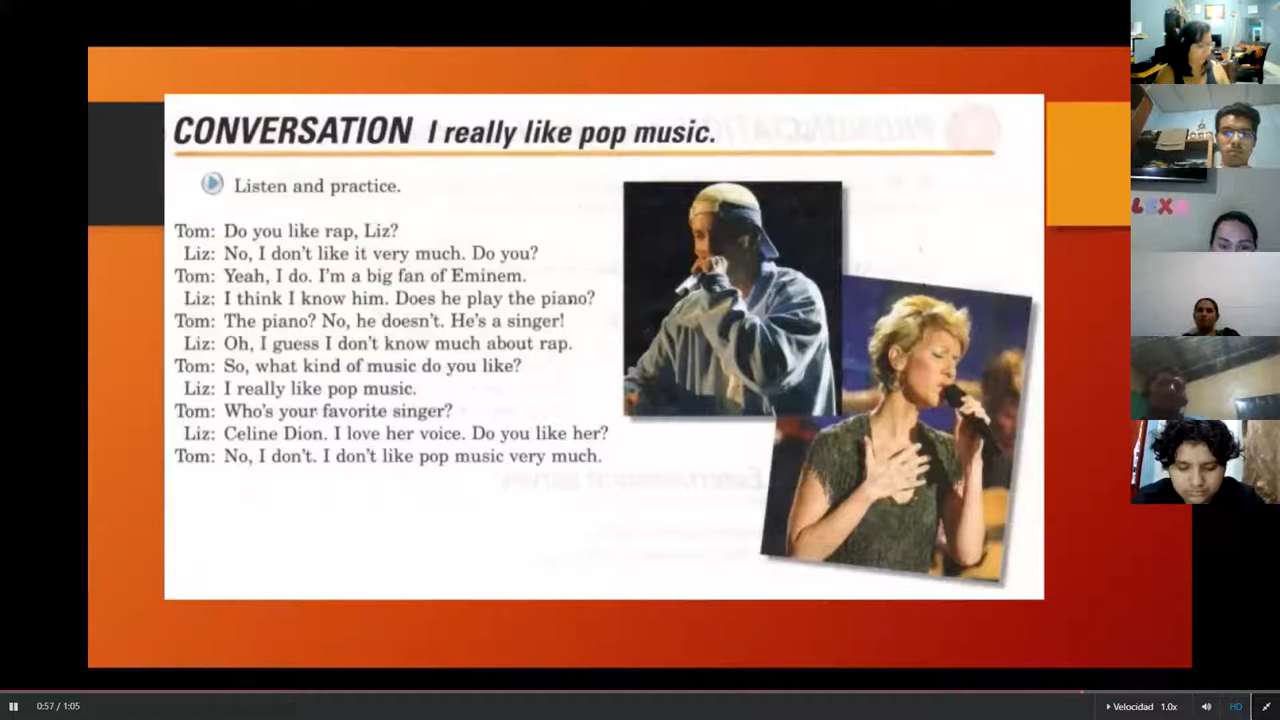 CONVERSATION I really like pop music.
Listen and practice.
Tom: Do you like rap, Liz?
Liz: No, I don't like it very much. Do you?
Tom: Yeah, I do. I'm a big fan of Eminem.
Liz: I think I know him. Does he play the piano?
Tom: The piano? No, he doesn't. He's a singer!
Liz: Oh, I guess I don't know much about rap.
Tom: So, what kind of music do you like?
Liz: I really like pop music.
Tom: Who's your favorite singer?
Liz: Celine Dion. I love her voice. Do you like her?
Tom: No, I don't. I don't like pop music very much.
0:57 / 1:05
Velocidad 1.0x
HD